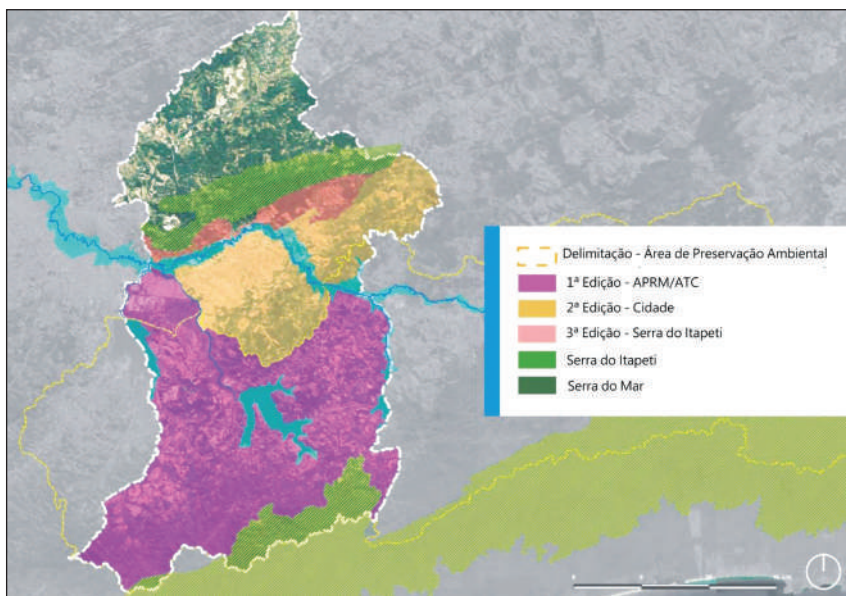 Delimitação - Área de Preservação Ambiental
1ª Edição - APRM/ATC
2ª Edição - Cidade
3ª Edição - Serra do Itapeti
Serra do Itapeti
Serra do Mar